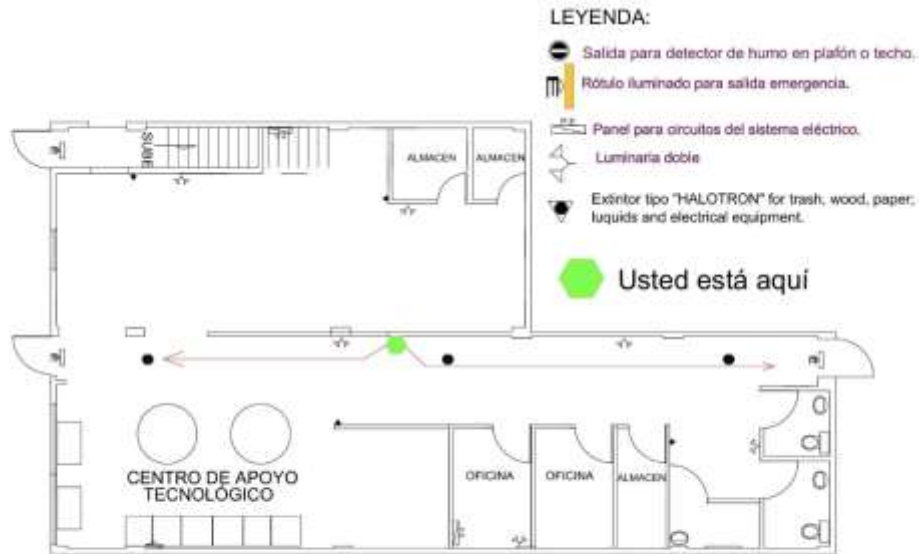 LEYENDA:
Salida para detector de humo en plafón o techo.
Rótulo iluminado para salida emergencia.
Panel para circuitos del sistema eléctrico.
Luminaria doble
Extintor tipo "HALOTRON" for trash, wood, paper;
luquids and electrical equipment.
Usted está aquí
SUBE
ALMACEN
ALMACEN
CENTRO DE APOYO
TECNOLÓGICO
OFICINA
OFICINA
ALMACEN